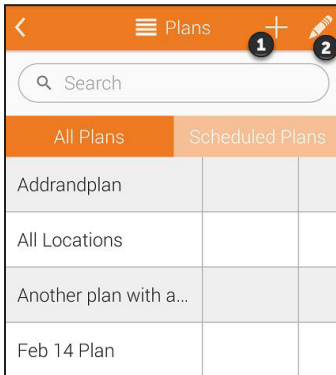 Plans
1
2
Search
All Plans Scheduled Plans
Addrandplan
All Locations
Another plan with a...
Feb 14 Plan